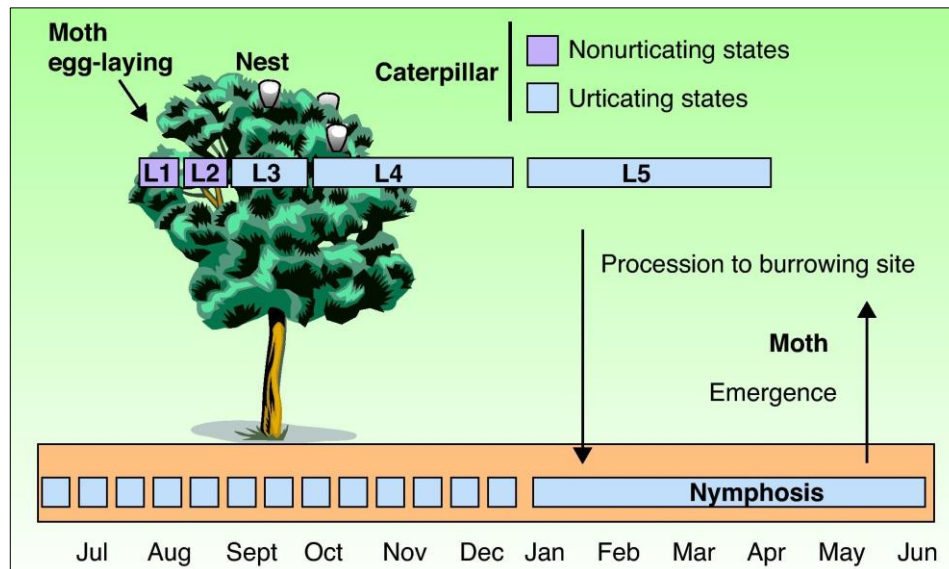 Moth
egg-laying
Nest
Caterpillar
Nonurticating states
Urticating states
L1 L2 L3 L4 L5
Procession to burrowing site
Moth
Emergence
Nymphosis
Jul Aug Sept Oct Nov Dec Jan Feb Mar Apr May Jun